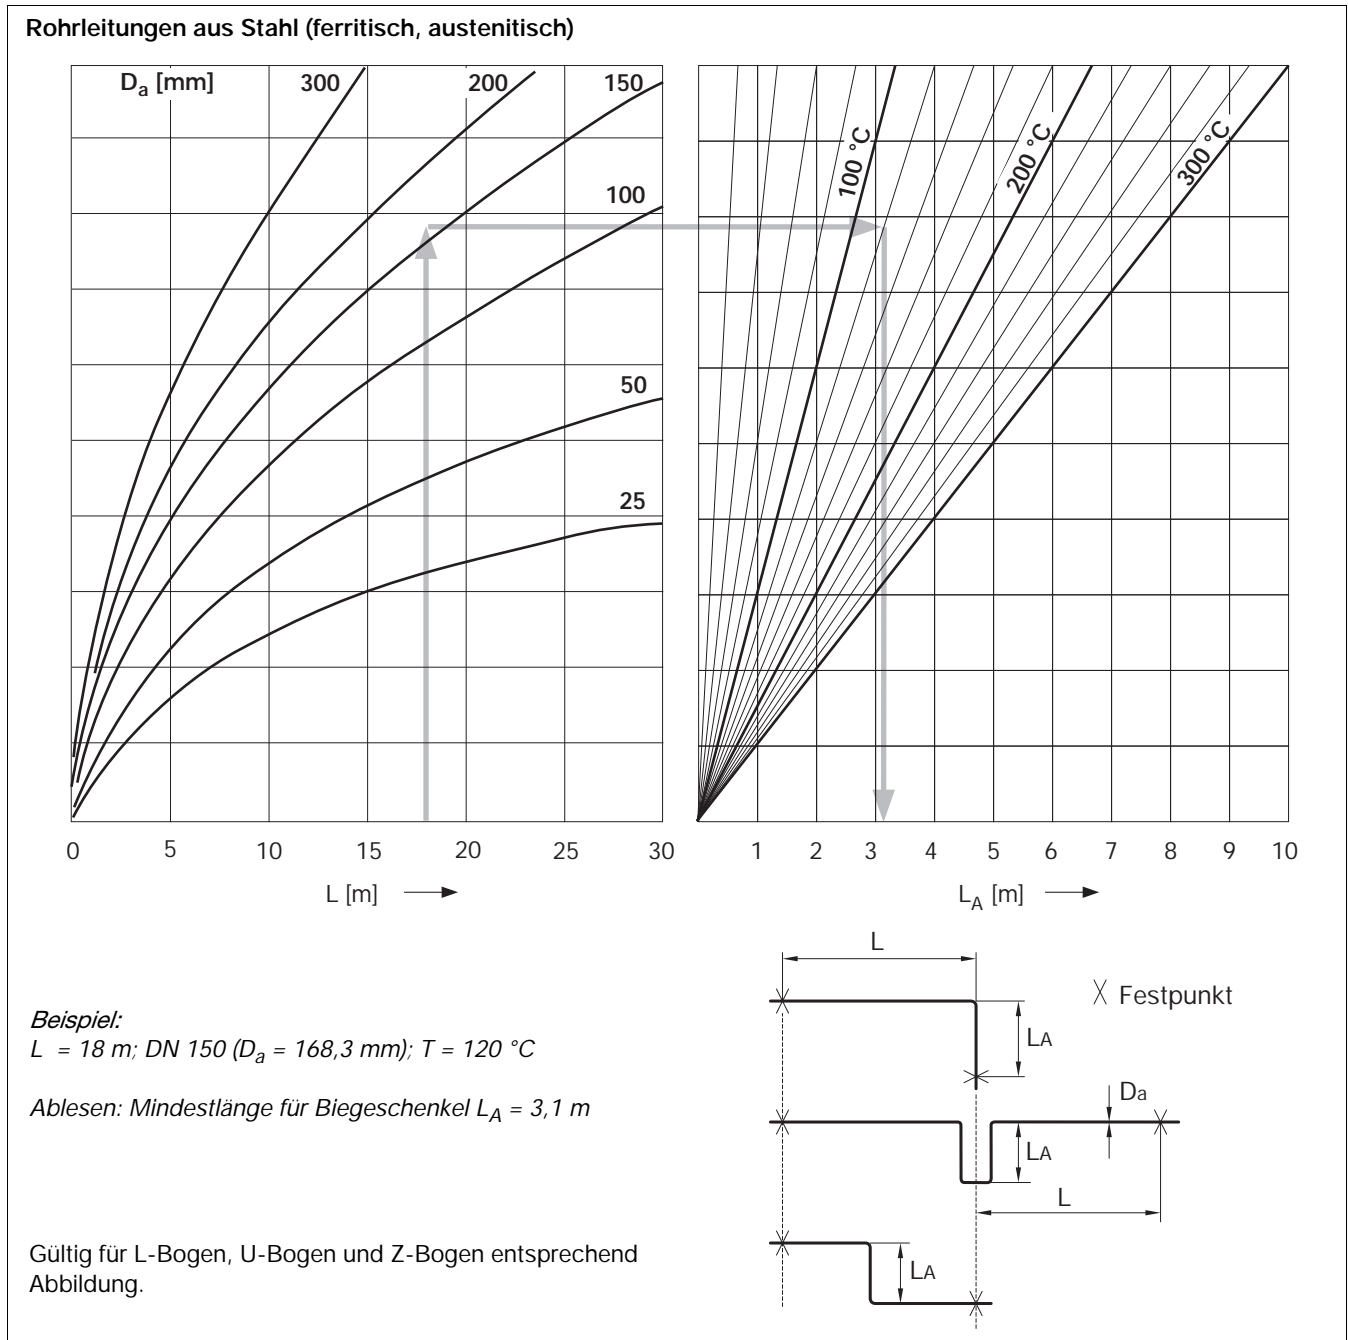 Rohrleitungen aus Stahl (ferritisch, austenitisch)
Da [mm]
300
200
150
100
50
25
100 °C
200 °C
300 °C
0 5 10 15 20 25 30
L [m]
1 2 3 4 5 6 7 8 9 10
LA [m]
Beispiel:
L = 18 m; DN 150 (Da = 168,3 mm); T = 120 °C
Ablesen: Mindestlänge für Biegeschenkel LA = 3,1 m
Gültig für L-Bogen, U-Bogen und Z-Bogen entsprechend
Abbildung.
L
Festpunkt
LA
Da
LA
L
LA